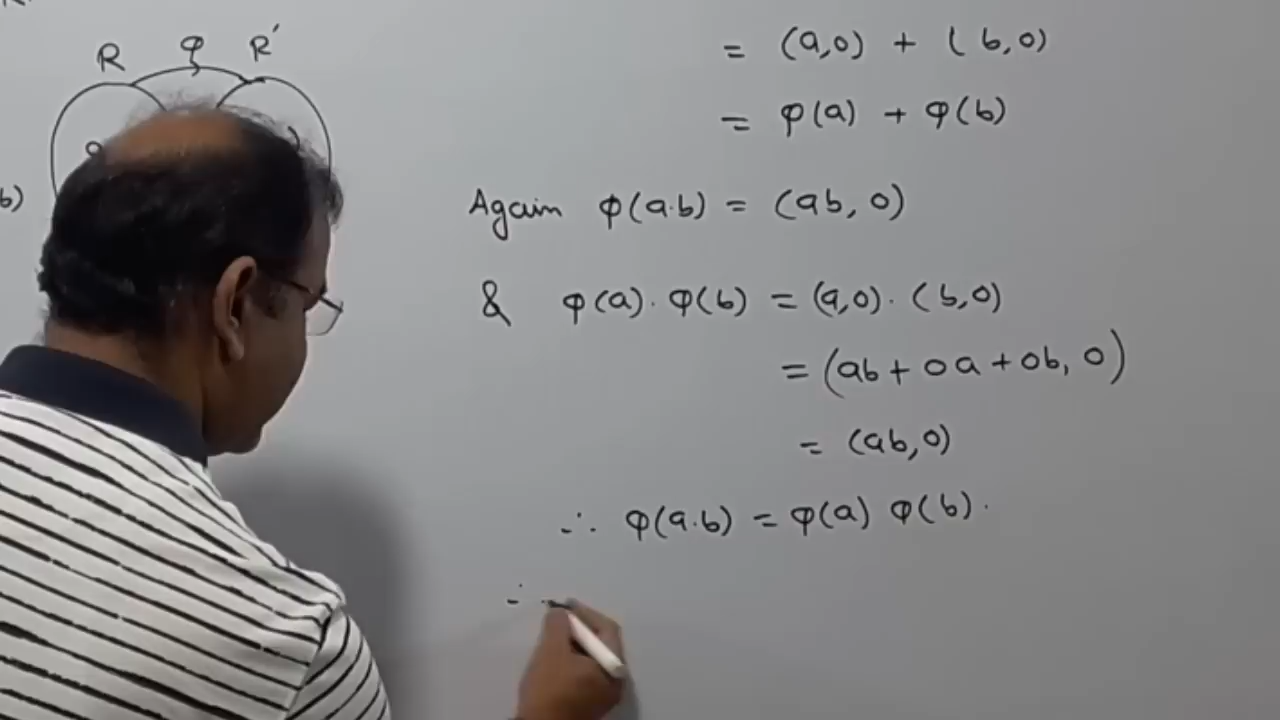 R φ R'
b)
= (a,0) + (b,0)
= φ(a) + φ(b)
Again φ(a.b) = (ab, 0)
& φ(a). φ(b) = (a,0). (b,0)
= (ab + 0a + 0b, 0)
= (ab,0)
∴ φ(a.b) = φ(a) φ(b).